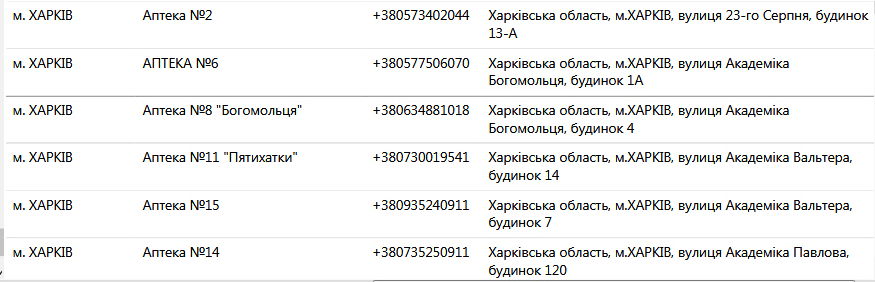 м. ХАРКІВ Аптека №2 +380573402044 Харківська область, м.ХАРКІВ, вулиця 23-го Серпня, будинок
13-А
м. ХАРКІВ АПТЕКА №6 +380577506070 Харківська область, м.ХАРКІВ, вулиця Академіка
Богомольця, будинок 1А
м. ХАРКІВ Аптека №8 "Богомольця" +380634881018 Харківська область, м.ХАРКІВ, вулиця Академіка
Богомольця, будинок 4
м. ХАРКІВ Аптека №11 "Пятихатки" +380730019541 Харківська область, м.ХАРКІВ, вулиця Академіка Вальтера,
будинок 14
м. ХАРКІВ Аптека №15 +380935240911 Харківська область, м.ХАРКІВ, вулиця Академіка Вальтера,
будинок 7
м. ХАРКІВ Аптека №14 +380735250911 Харківська область, м.ХАРКІВ, вулиця Академіка Павлова,
будинок 120